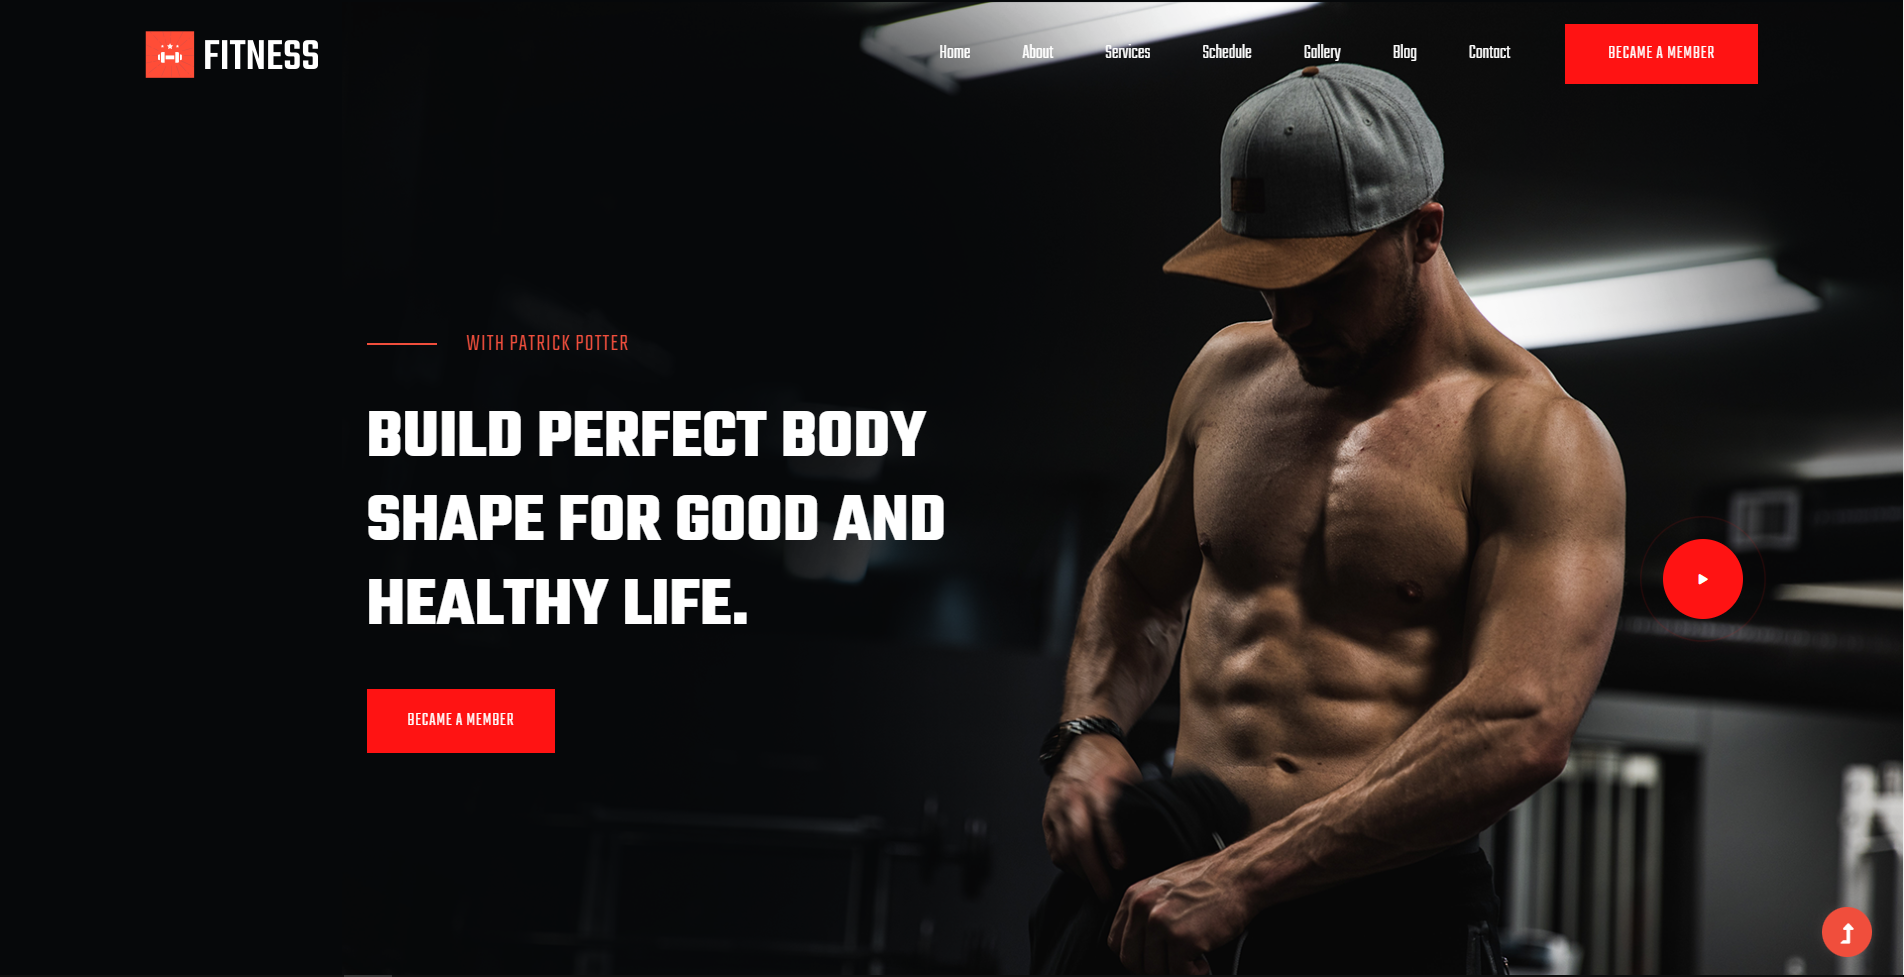 FITNESS
Home About Services Schedule Gallery Blog Contact
BECAME A MEMBER
WITH PATRICK POTTER
BUILD PERFECT BODY
SHAPE FOR GOOD AND
HEALTHY LIFE.
BECAME A MEMBER